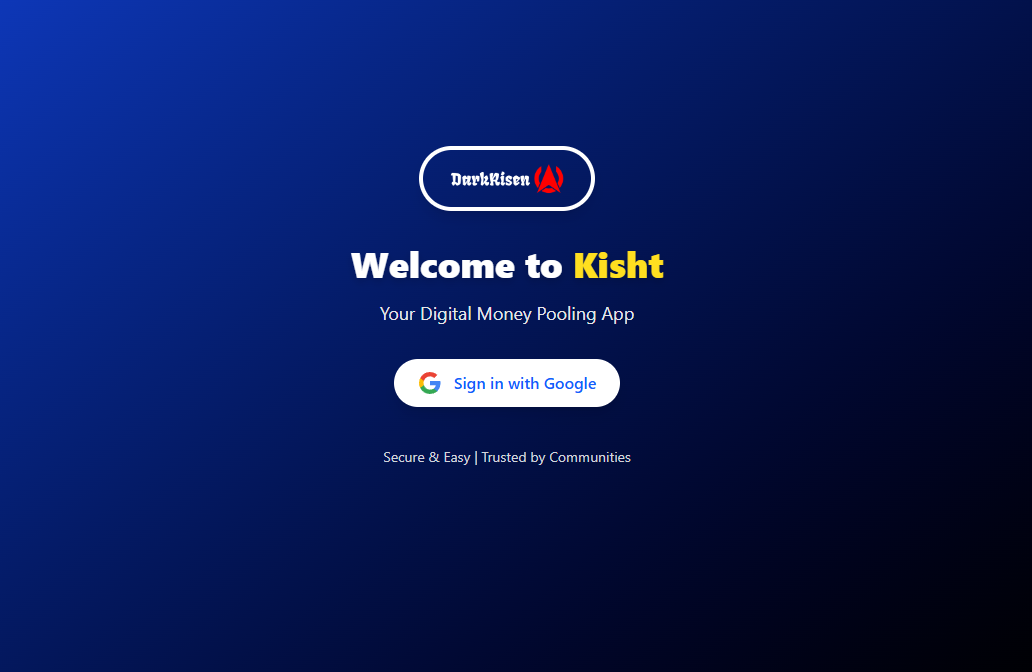 DarkRisen
Welcome to Kisht
Your Digital Money Pooling App
Sign in with Google
Secure & Easy | Trusted by Communities